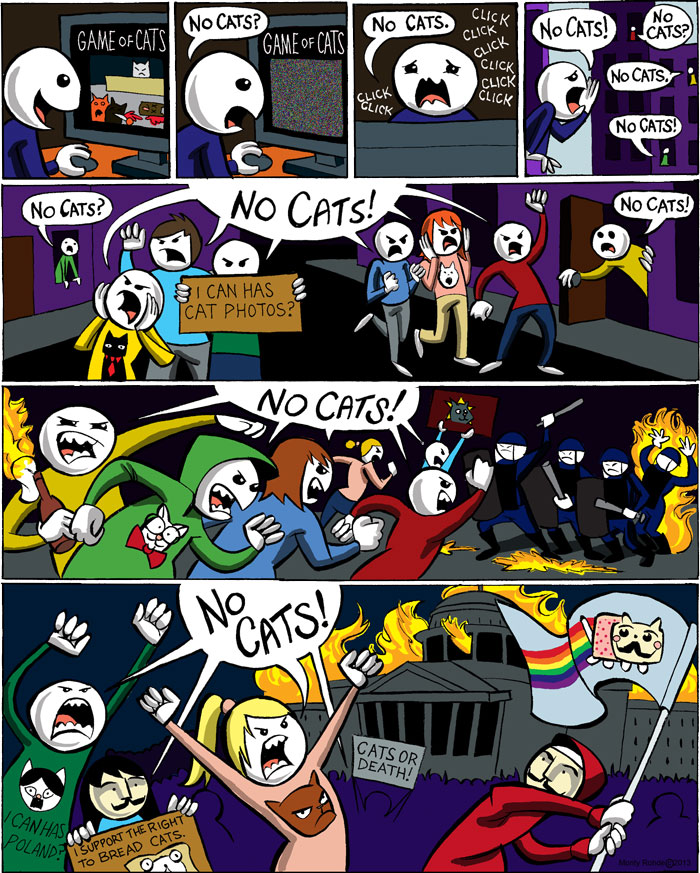 GAME OF CATS
NO CATS?
GAME OF CATS
NO CATS.
CLICK
CLICK
CLICK
CLICK
CLICK
CLICK
CLICK
CLICK
NO CATS!
NO
CATS?
NO CATS.
NO CATS!
NO CATS?
NO CATS!
NO CATS!
I CAN HAS
CAT PHOTOS?
NO CATS!
NO
CATS!
CATS OR
DEATH!
I CAN HAS
POLAND?
I SUPPORT THE RIGHT
TO BREAD CATS.